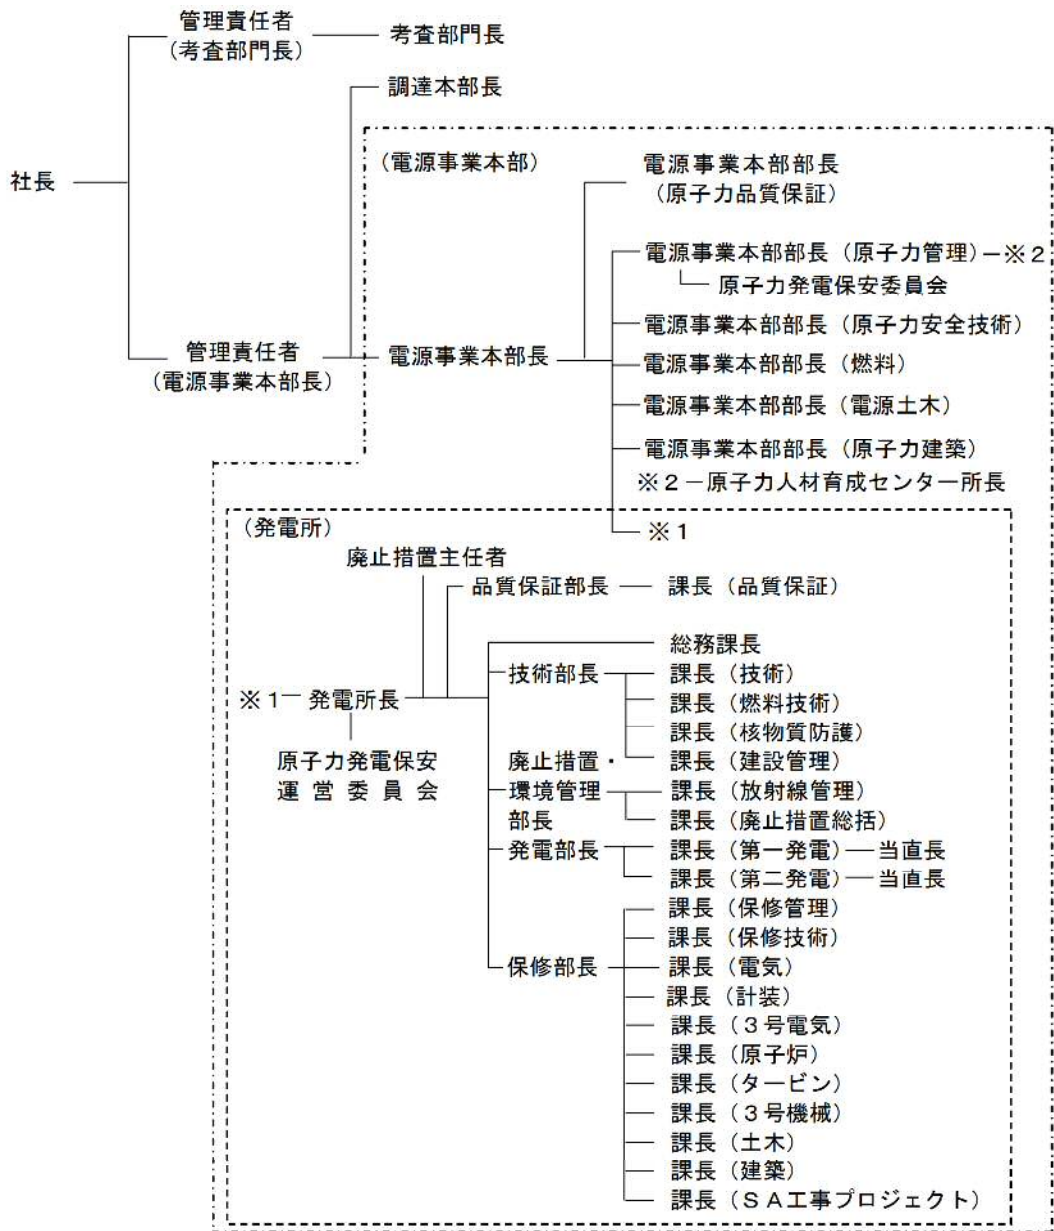 管理責任者
(考査部門長)
考査部門長
調達本部長
社長
管理責任者
(電源事業本部長)
(電源事業本部)
電源事業本部長
電源事業本部部長
(原子力品質保証)
電源事業本部部長(原子力管理)－※2
原子力発電保安委員会
電源事業本部部長(原子力安全技術)
電源事業本部部長(燃料)
電源事業本部部長(電源土木)
電源事業本部部長(原子力建築)
※2－原子力人材育成センター所長
※1
(発電所)
廃止措置主任者
品質保証部長
課長(品質保証)
総務課長
※1
発電所長
原子力発電保安
運営委員会
技術部長
課長(技術)
課長(燃料技術)
課長(核物質防護)
課長(建設管理)
廃止措置・
環境管理
部長
課長(放射線管理)
課長(廃止措置総括)
発電部長
課長(第一発電)
当直長
課長(第二発電)
当直長
保修部長
課長(保修管理)
課長(保修技術)
課長(電気)
課長(計装)
課長(3号電気)
課長(原子炉)
課長(タービン)
課長(3号機械)
課長(土木)
課長(建築)
課長(SA工事プロジェクト)